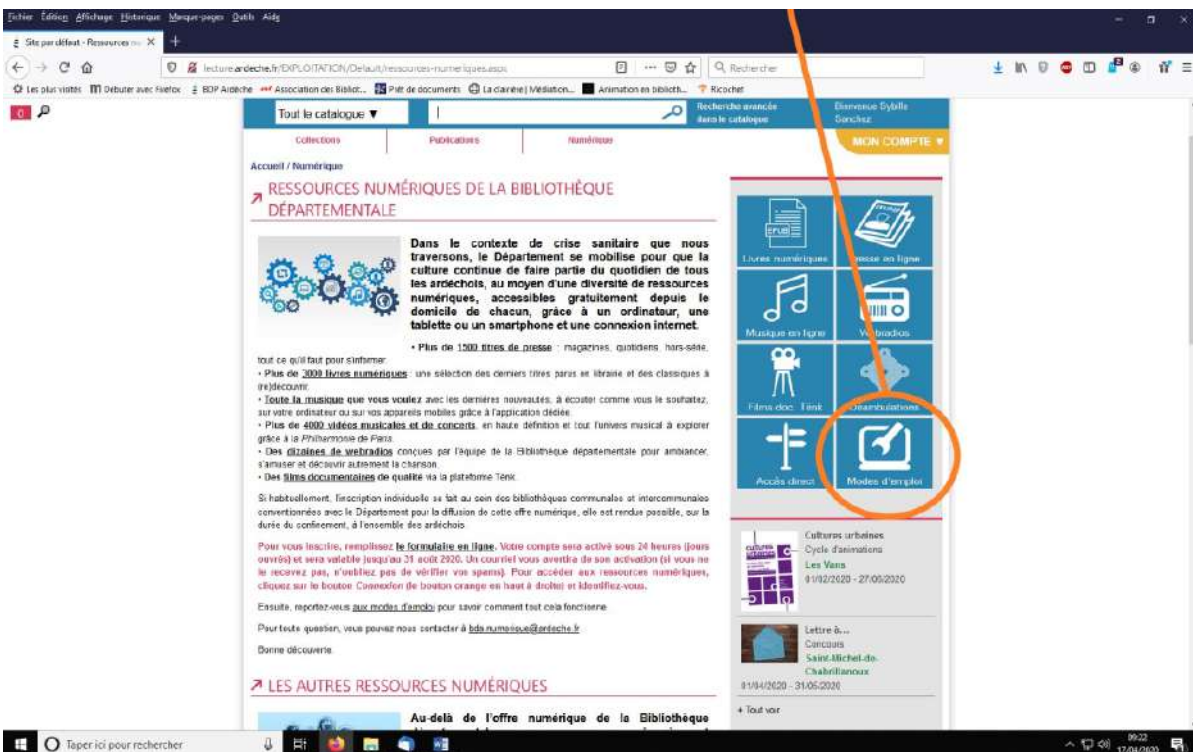 Fichier Édition Affichage Historique Marque-pages Outils Aide
Site par défaut - Ressources nu
lecture.ardeche.fr/EXPLOITATION/Default/ressources-numeriques.aspx
Rechercher
Les plus visités Débuter avec Firefox BDP Ardèche Association des Bibliot... Prêt de documents La clairière | Médiation... Animation en biblioth... Ricochet
0
Tout le catalogue ▼
Recherche avancée
dans le catalogue
Bienvenue Sybille
Sanchez
Collections Publications Numérique
MON COMPTE ▼
Accueil / Numérique
RESSOURCES NUMÉRIQUES DE LA BIBLIOTHÈQUE
DÉPARTEMENTALE
Dans le contexte de crise sanitaire que nous
traversons, le Département se mobilise pour que la
culture continue de faire partie du quotidien de tous
les ardéchois, au moyen d'une diversité de ressources
numériques, accessibles gratuitement depuis le
domicile de chacun, grâce à un ordinateur, une
tablette ou un smartphone et une connexion internet.
• Plus de 1500 titres de presse : magazines, quotidiens, hors-série,
tout ce qu'il faut pour s'informer.
• Plus de 3000 livres numériques : une sélection des derniers titres parus en librairie et des classiques à
(re)découvrir.
• Toute la musique que vous voulez avec les dernières nouveautés, à écouter comme vous le souhaitez,
sur votre ordinateur ou sur vos appareils mobiles grâce à l'application dédiée.
• Plus de 4000 vidéos musicales et de concerts, en haute définition et tout l'univers musical à explorer
grâce à la Philharmonie de Paris.
• Des dizaines de webradios conçues par l'équipe de la Bibliothèque départementale pour ambiancer,
s'amuser et découvrir autrement la chanson.
• Des films documentaires de qualité via la plateforme Tënk.
Si habituellement, l'inscription individuelle se fait au sein des bibliothèques communales et intercommunales
conventionnées avec le Département pour la diffusion de cette offre numérique, elle est rendue possible, sur la
durée du confinement, à l'ensemble des ardéchois.
Pour vous inscrire, remplissez le formulaire en ligne. Votre compte sera activé sous 24 heures (jours
ouvrés) et sera valable jusqu'au 31 août 2020. Un courriel vous avertira de son activation (si vous ne
le recevez pas, n'oubliez pas de vérifier vos spams). Pour accéder aux ressources numériques,
cliquez sur le bouton Connexion (le bouton orange en haut à droite) et identifiez-vous.
Ensuite, reportez-vous aux modes d'emploi pour savoir comment tout cela fonctionne.
Pour toute question, vous pouvez nous contacter à bda.numerique@ardeche.fr
Bonne découverte.
LES AUTRES RESSOURCES NUMÉRIQUES
Au-delà de l'offre numérique de la Bibliothèque
EPUB
Livres numériques Presse en ligne
Musique en ligne Webradios
Films doc. Tënk Déambulations
Accès direct Modes d'emploi
Cultures urbaines
Cycle d'animations
Les Vans
01/02/2020 - 27/06/2020
Lettre à...
Concours
Saint-Michel-de-
Chabrillanoux
01/04/2020 - 31/05/2020
+ Tout voir
Taper ici pour rechercher
09:22
17/04/2020